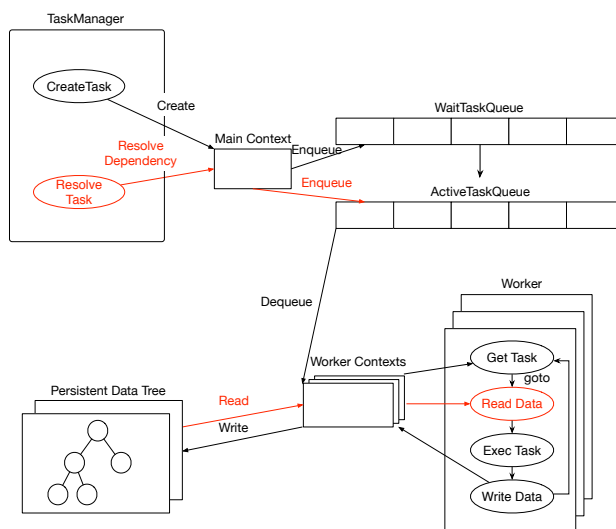 TaskManager
CreateTask
Create
WaitTaskQueue
Main Context
Enqueue
Resolve
Dependency
Resolve
Task
Enqueue
ActiveTaskQueue
Dequeue
Worker
Worker Contexts
Get Task
goto
Persistent Data Tree
Read
Read Data
Write
Exec Task
Write Data